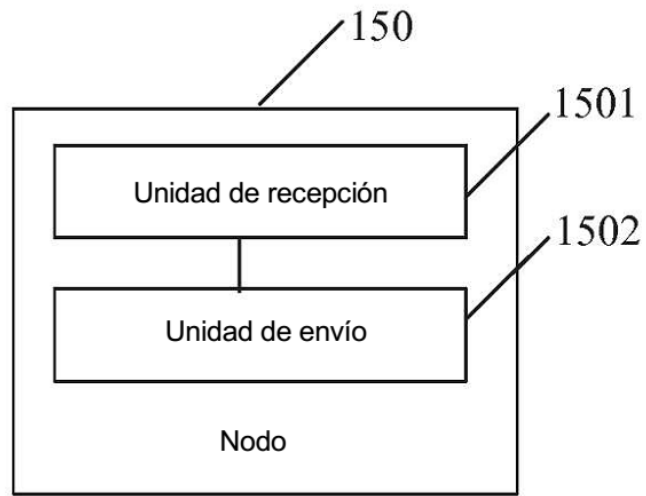 150
1501
Unidad de recepción
1502
Unidad de envío
Nodo